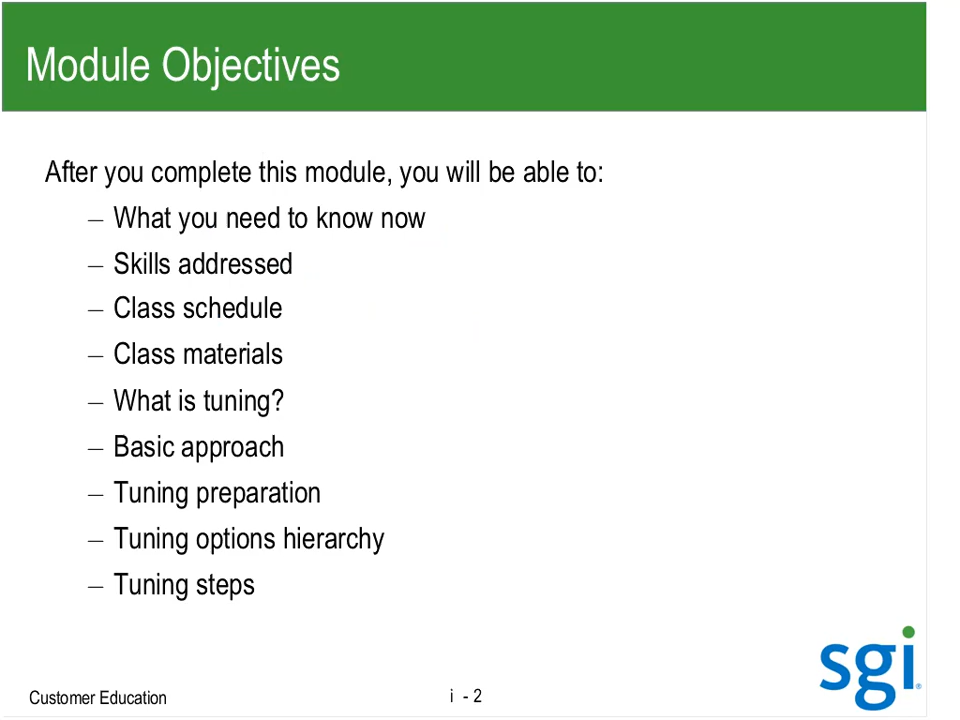 Module Objectives
After you complete this module, you will be able to:
– What you need to know now
– Skills addressed
– Class schedule
– Class materials
– What is tuning?
– Basic approach
– Tuning preparation
– Tuning options hierarchy
– Tuning steps
sgi®
Customer Education
i - 2